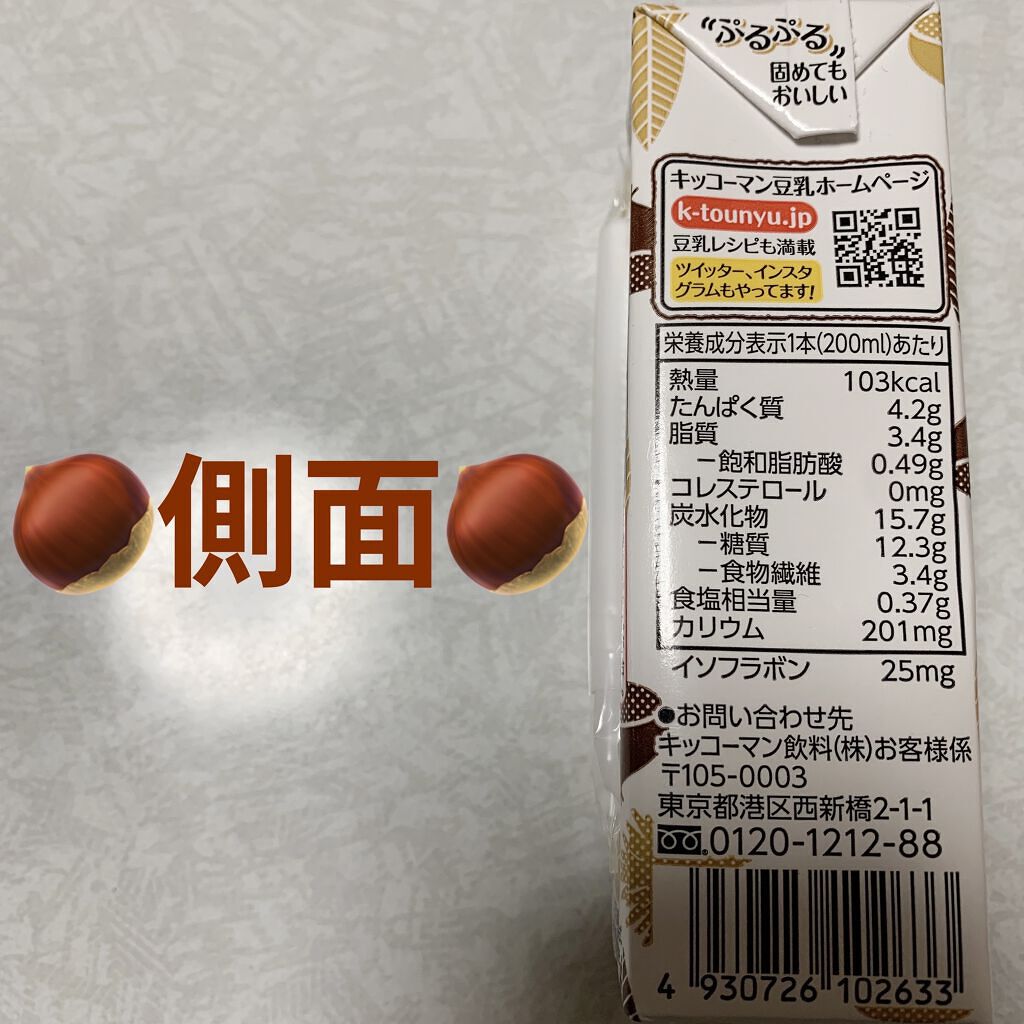 “ぷるぷる„
固めても
おいしい
キッコーマン豆乳ホームページ
k-tounyu.jp
豆乳レシピも満載
ツイッター、インスタ
グラムもやってます!
栄養成分表示1本(200ml)あたり
熱量 103kcal
たんぱく質 4.2g
脂質 3.4g
－飽和脂肪酸 0.49g
コレステロール 0mg
炭水化物 15.7g
－糖質 12.3g
－食物繊維 3.4g
食塩相当量 0.37g
カリウム 201mg
イソフラボン 25mg
●お問い合わせ先
キッコーマン飲料(株)お客様係
〒105-0003
東京都港区西新橋2-1-1
0120-1212-88
4 930726 102633
🌰側面🌰